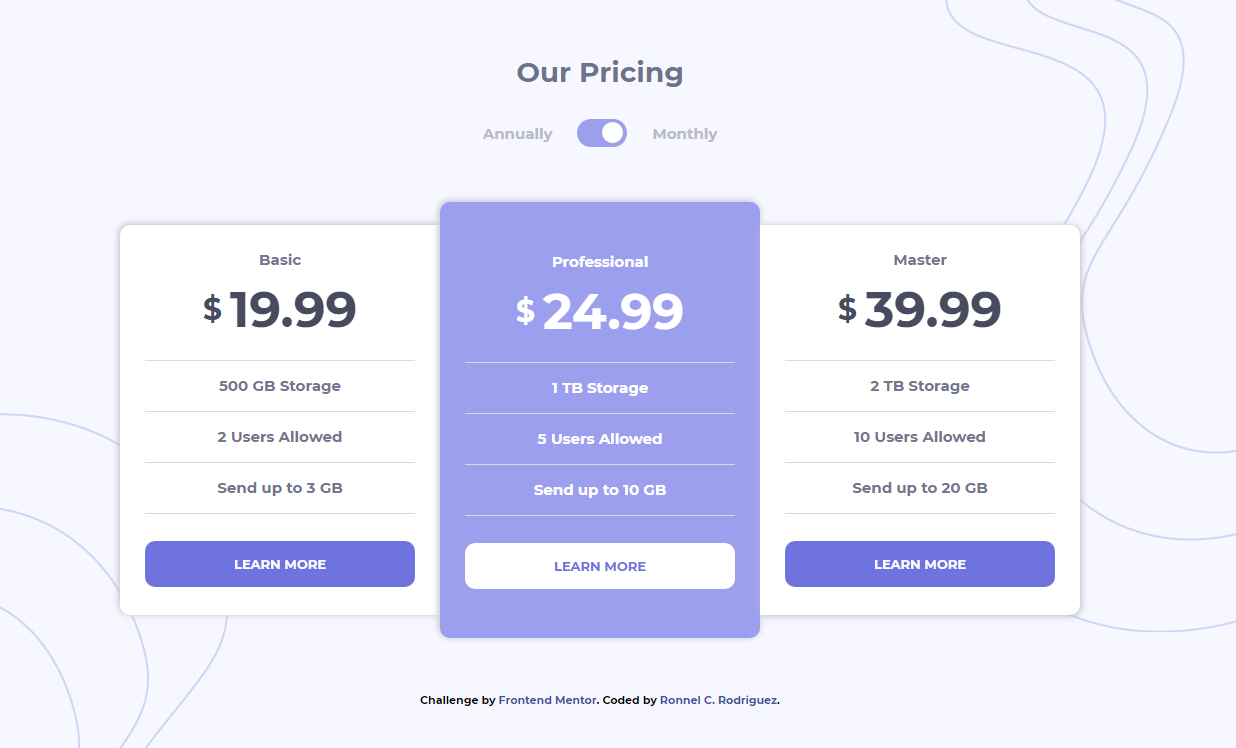 Our Pricing
Annually Monthly
Basic
$ 19.99
500 GB Storage
2 Users Allowed
Send up to 3 GB
LEARN MORE
Professional
$ 24.99
1 TB Storage
5 Users Allowed
Send up to 10 GB
LEARN MORE
Master
$ 39.99
2 TB Storage
10 Users Allowed
Send up to 20 GB
LEARN MORE
Challenge by Frontend Mentor. Coded by Ronnel C. Rodriguez.